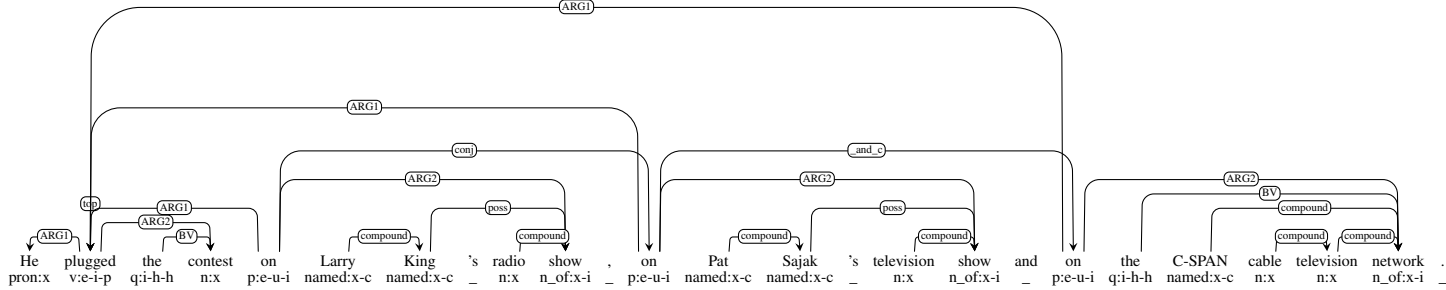 ARG1
ARG1
conj _and_c
ARG2 ARG2 ARG2
BV
top ARG1 poss poss compound
ARG2
ARG1 BV compound compound compound compound compound compound
He plugged the contest on Larry King 's radio show , on Pat Sajak 's television show and on the C-SPAN cable television network .
pron:x v:e-i-p q:i-h-h n:x p:e-u-i named:x-c named:x-c _ n:x n_of:x-i _ p:e-u-i named:x-c named:x-c _ n:x n_of:x-i _ p:e-u-i q:i-h-h named:x-c n:x n:x n_of:x-i _